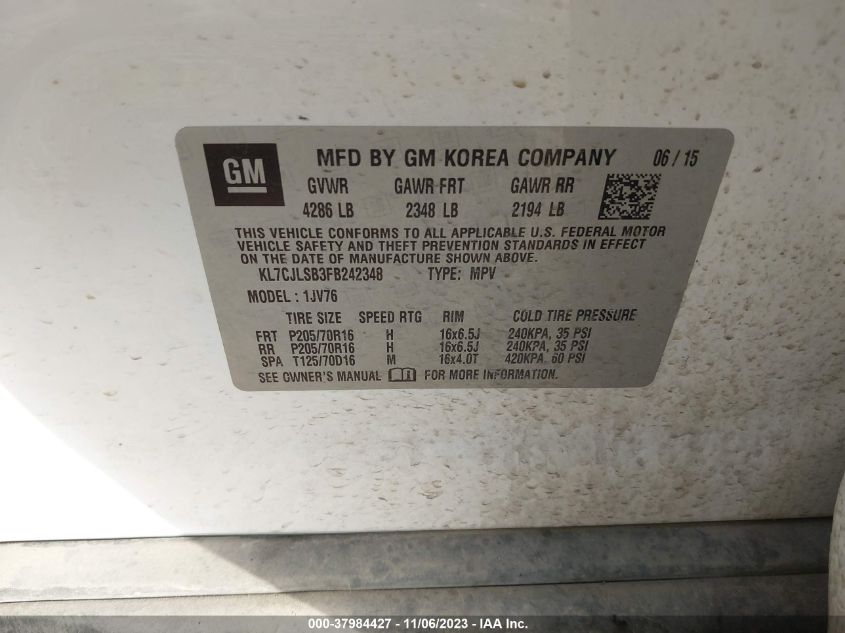 GM
MFD BY GM KOREA COMPANY 06 / 15
GVWR GAWR FRT GAWR RR
4286 LB 2348 LB 2194 LB
THIS VEHICLE CONFORMS TO ALL APPLICABLE U.S. FEDERAL MOTOR
VEHICLE SAFETY AND THEFT PREVENTION STANDARDS IN EFFECT
ON THE DATE OF MANUFACTURE SHOWN ABOVE.
KL7CJLSB3FB242348 TYPE: MPV
MODEL : 1JV76
TIRE SIZE SPEED RTG RIM COLD TIRE PRESSURE
FRT P205/70R16 H 16x6.5J 240KPA, 35 PSI
RR P205/70R16 H 16x6.5J 240KPA, 35 PSI
SPA T125/70D16 M 16x4.0T 420KPA, 60 PSI
SEE OWNER'S MANUAL FOR MORE INFORMATION.
000-37984427 - 11/06/2023 - IAA Inc.